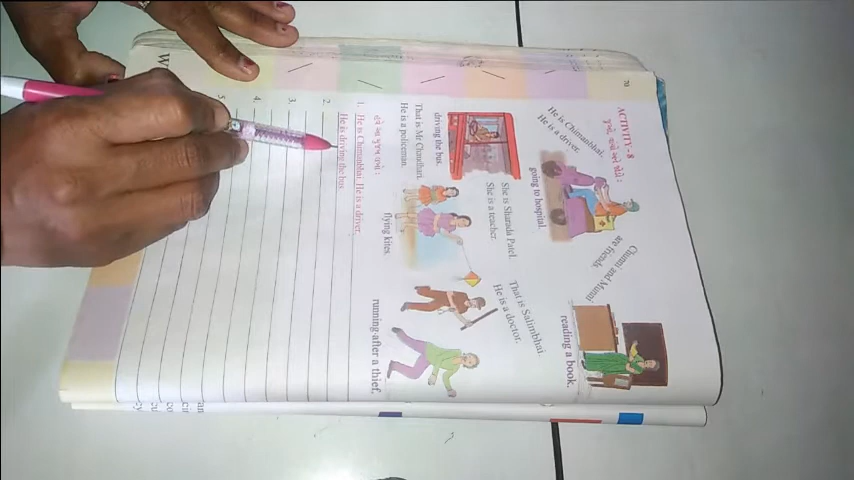 70
ACTIVITY - 8
He is Chimanbhai.
He is a driver.
Chunni and Munni
are friends.
going to hospital.
reading a book.
She is Sharada Patel.
She is a teacher.
That is Salimbhai.
He is a doctor.
driving the bus.
That is Mr Chaudhari.
He is a policeman.
flying kites.
running after a thief.
1. He is Chimanbhai. He is a driver.
He is driving the bus.
2.
3.
4.
5.